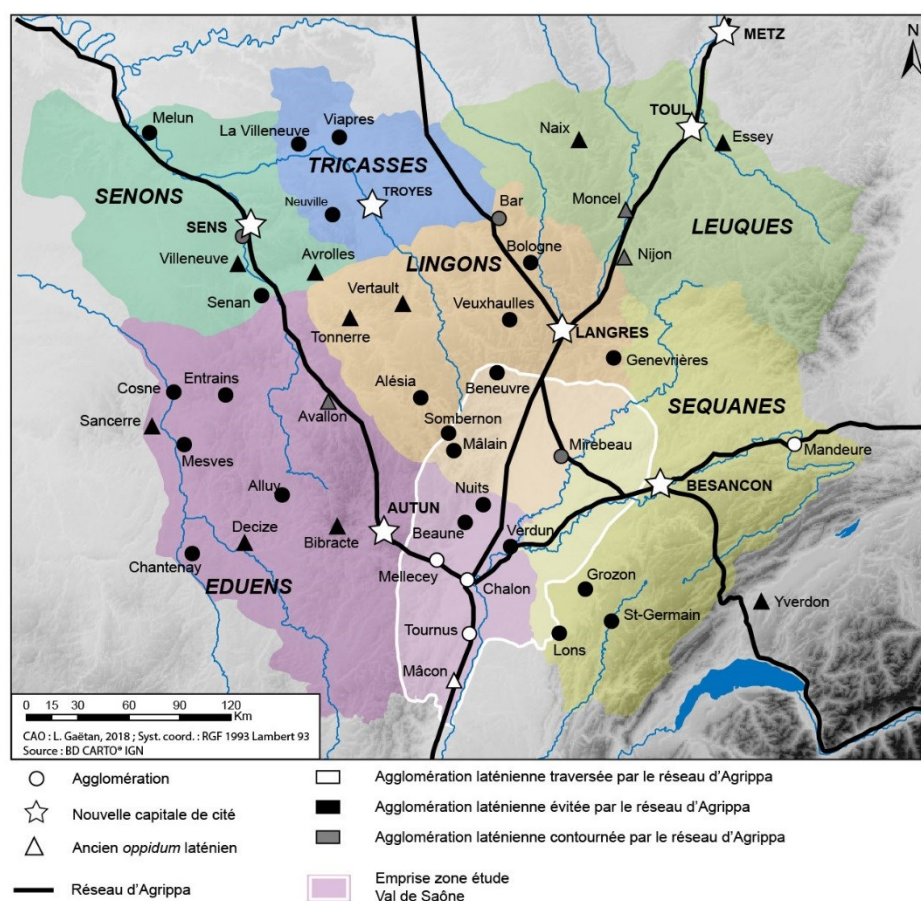 METZ
N
TOUL
Melun
La Villeneuve
Viapres
Naix
Essey
TRICASSES
SENONS
TROYES
Neuville
Moncel
Bar
LEUQUES
SENS
Villeneuve
Avrolles
LINGONS
Bologne
Nijon
Senan
Vertault
Veuxhaulles
Tonnerre
LANGRES
Genevrières
Cosne
Entrains
Alésia
Beneuvre
Sancerre
Avallon
Sombernon
SEQUANES
Mesves
Mâlain
Mirebeau
Mandeure
Alluy
Nuits
BESANCON
AUTUN
Beaune
Verdun
Decize
Bibracte
Chantenay
Mellecey
Chalon
EDUENS
Grozon
St-Germain
Yverdon
Tournus
Lons
Mâcon
0 15 30 60 90 120
Km
CAO : L. Gaëtan, 2018 ; Syst. coord. : RGF 1993 Lambert 93
Source : BD CARTO® IGN
Agglomération
Nouvelle capitale de cité
Ancien oppidum laténien
Réseau d'Agrippa
Agglomération laténienne traversée par le réseau d'Agrippa
Agglomération laténienne évitée par le réseau d'Agrippa
Agglomération laténienne contournée par le réseau d'Agrippa
Emprise zone étude
Val de Saône